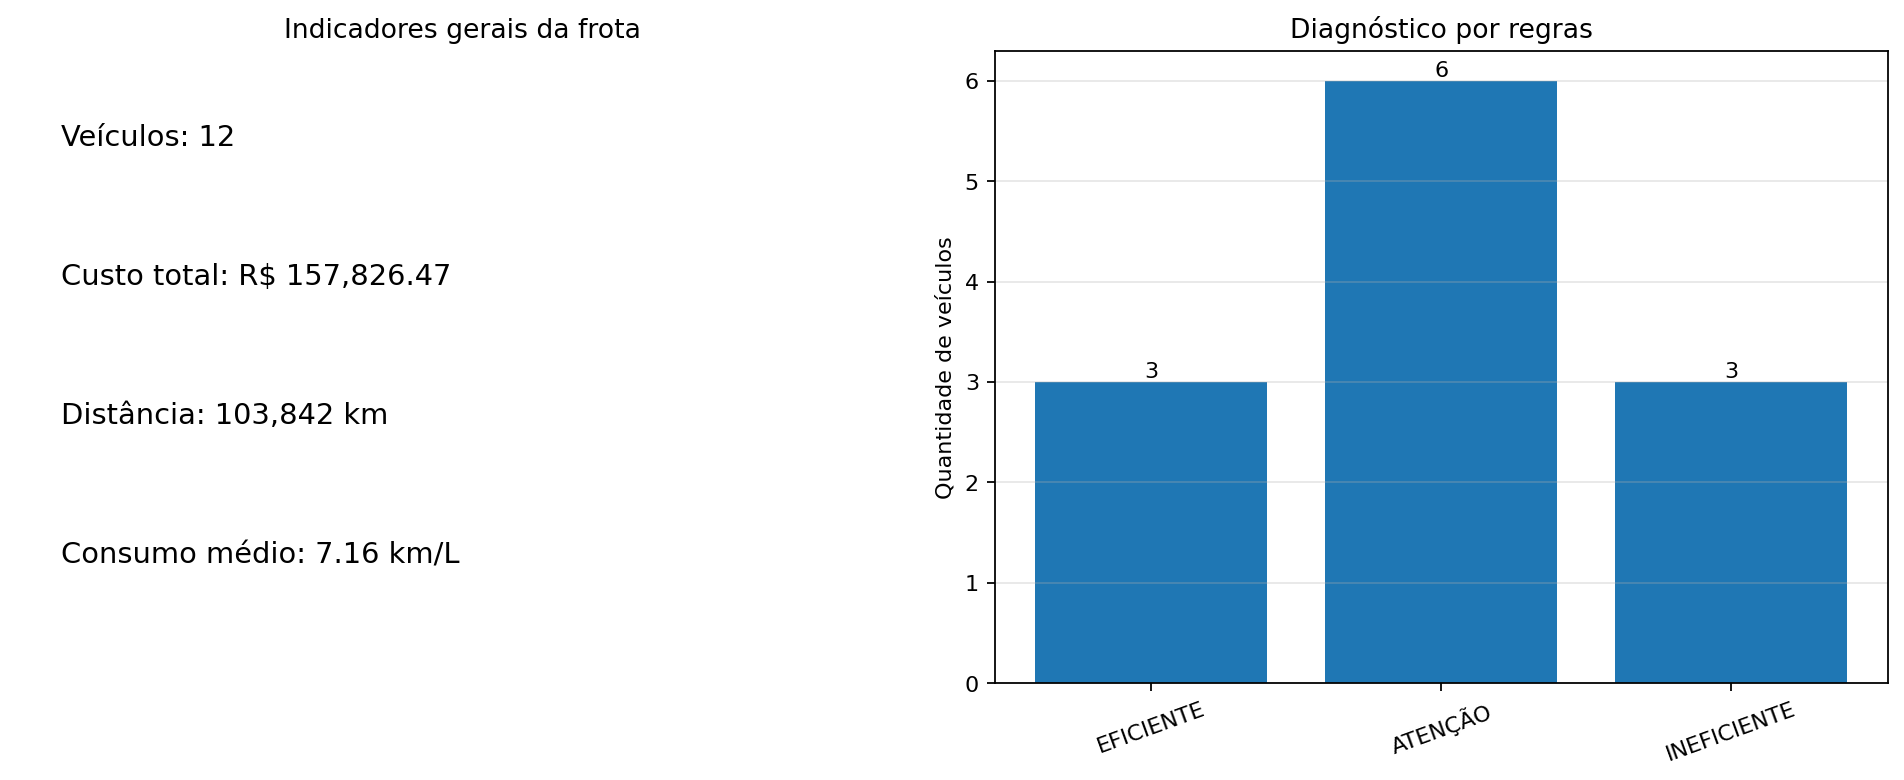 Indicadores gerais da frota
Veículos: 12
Custo total: R$ 157,826.47
Distância: 103,842 km
Consumo médio: 7.16 km/L
Diagnóstico por regras
Quantidade de veículos
6
5
4
3
2
1
0
3
6
3
EFICIENTE
ATENÇÃO
INEFICIENTE